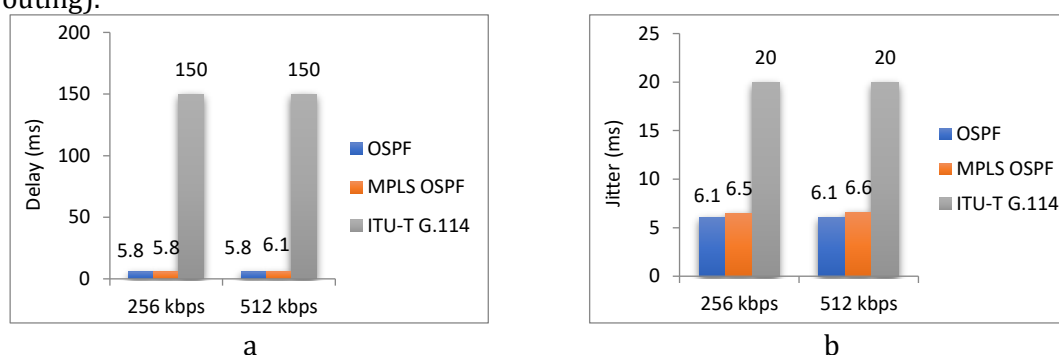 outing).
200
150
100
50
0
Delay (ms)
5.8 5.8 150
5.8 6.1 150
256 kbps 512 kbps
OSPF
MPLS OSPF
ITU-T G.114
a
25
20
15
10
5
0
Jitter (ms)
6.1 6.5 20
6.1 6.6 20
256 kbps 512 kbps
OSPF
MPLS OSPF
ITU-T G.114
b